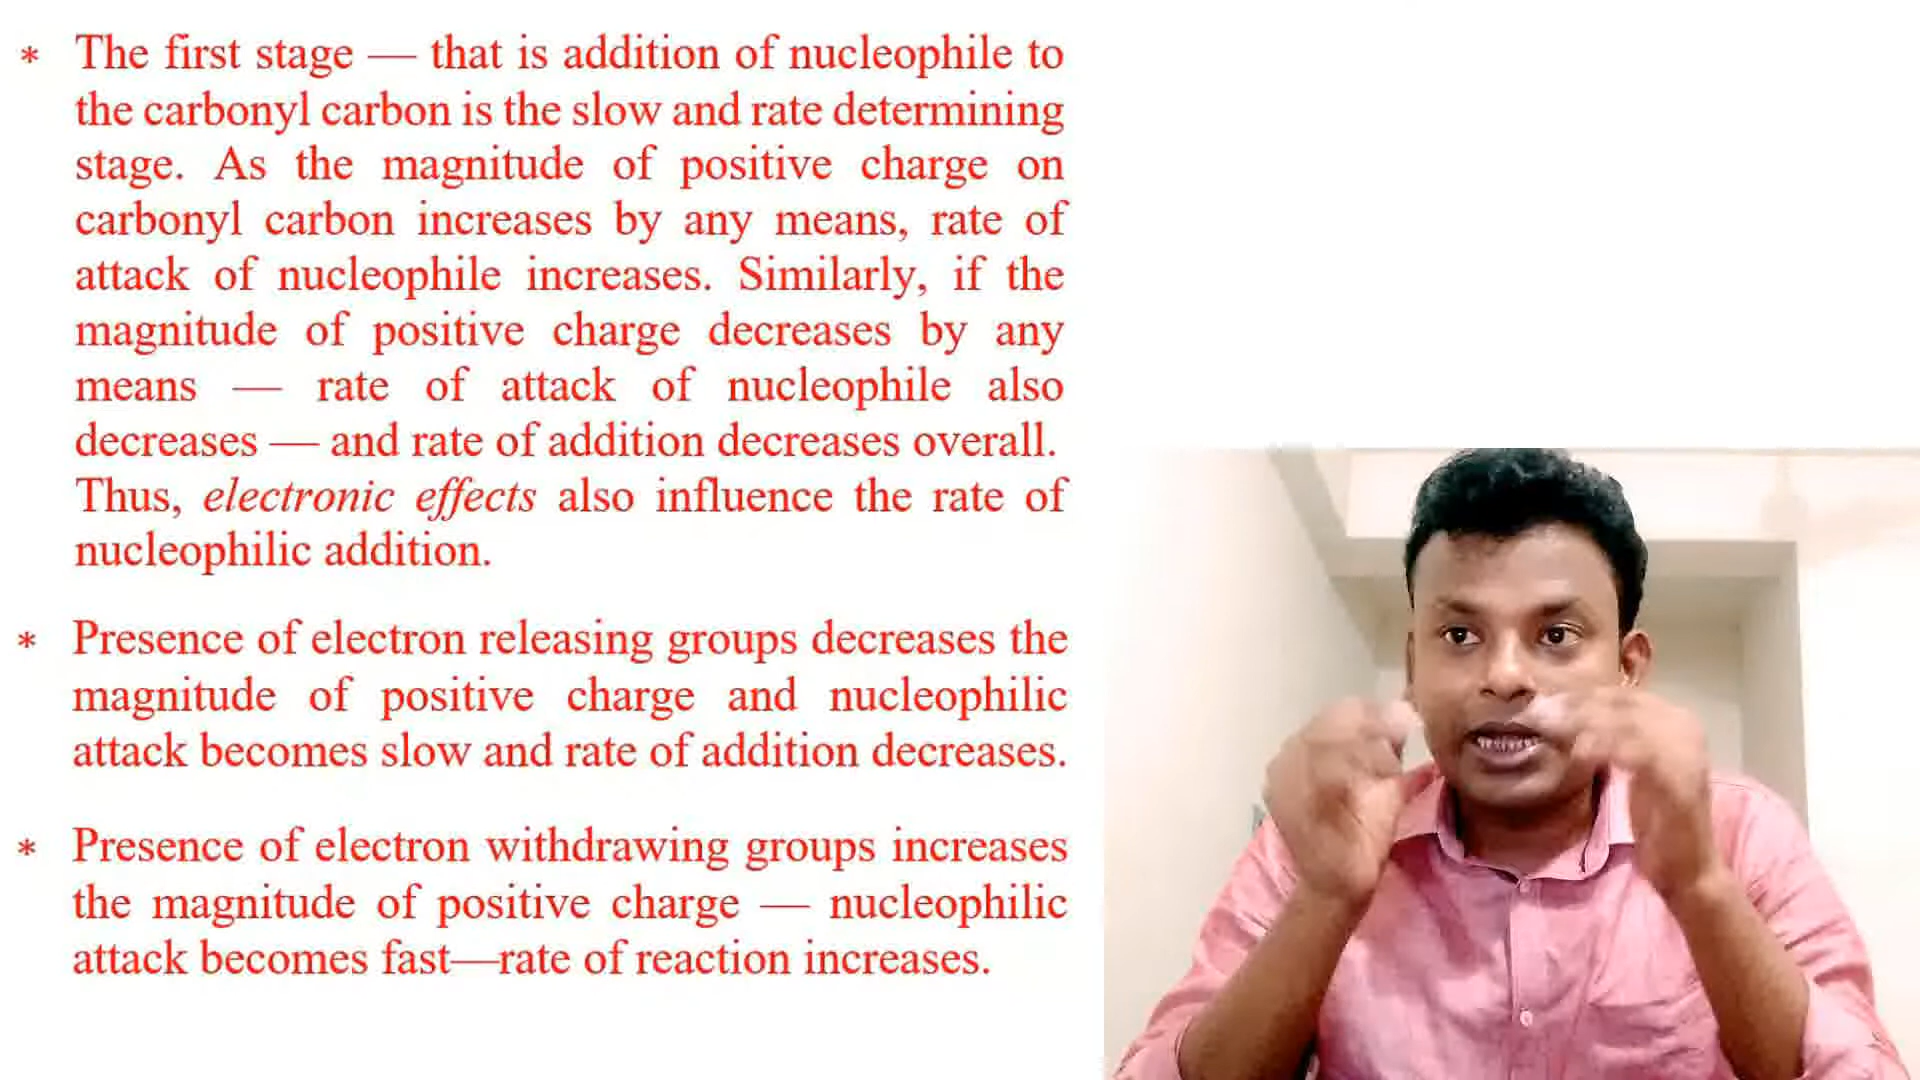 * The first stage — that is addition of nucleophile to
the carbonyl carbon is the slow and rate determining
stage. As the magnitude of positive charge on
carbonyl carbon increases by any means, rate of
attack of nucleophile increases. Similarly, if the
magnitude of positive charge decreases by any
means — rate of attack of nucleophile also
decreases — and rate of addition decreases overall.
Thus, electronic effects also influence the rate of
nucleophilic addition.
* Presence of electron releasing groups decreases the
magnitude of positive charge and nucleophilic
attack becomes slow and rate of addition decreases.
* Presence of electron withdrawing groups increases
the magnitude of positive charge — nucleophilic
attack becomes fast—rate of reaction increases.